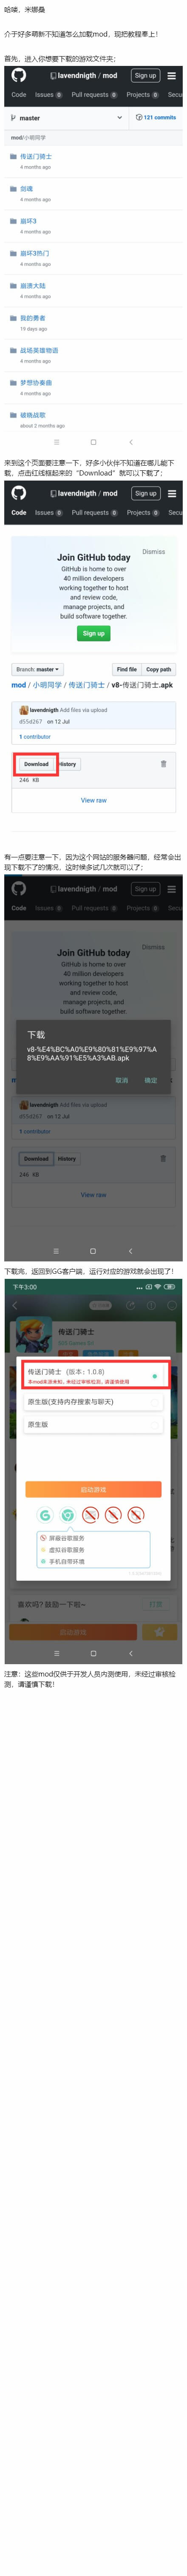 哈喽，米娜桑
介于好多萌新不知道怎么加载mod，现把教程奉上！
首先，进入你想要下载的游戏文件夹；
lavendnigth / mod
Sign up
Code Issues 0 Pull requests 0 Projects 0 Secu
master
121 commits
mod/小明同学
传送门骑士
4 months ago
剑魂
4 months ago
崩坏3
4 months ago
崩坏3热门
4 months ago
崩溃大陆
4 months ago
我的勇者
19 days ago
战场英雄物语
4 months ago
梦想协奏曲
4 months ago
破晓战歌
about 2 months ago
来到这个页面要注意一下，好多小伙伴不知道在哪儿能下
载，点击红线框起来的“Download”就可以下载了；
lavendnigth / mod
Sign up
Code Issues 0 Pull requests 0 Projects 0 Secu
Dismiss
Join GitHub today
GitHub is home to over
40 million developers
working together to host
and review code,
manage projects, and
build software together.
Sign up
Branch: master
Find file Copy path
mod / 小明同学 / 传送门骑士 / v8-传送门骑士.apk
lavendnigth Add files via upload
d55d267 on 12 Jul
1 contributor
Download History
246 KB
View raw
有一点要注意一下，因为这个网站的服务器问题，经常会出
现下载不了的情况，这时候多试几次就可以了；
lavendnigth / mod
Sign up
Code Issues 0 Pull requests 0 Projects 0 Secu
Dismiss
Join GitHub today
GitHub is home to over
40 million developers
working together to host
and review code,
manage projects, and
下载
v8-%E4%BC%A0%E9%80%81%E9%97%A
8%E9%AA%91%E5%A3%AB.apk
取消 确定
lavendnigth Add files via upload
d55d267 on 12 Jul
1 contributor
Download History
246 KB
View raw
下载完，返回到GG客户端，运行对应的游戏就会出现了！
下午3:00
传送门骑士
传送门骑士（版本：1.0.8）
本mod来源未知，未经过审核检测，请谨慎使用
原生版(支持内存搜索与聊天)
原生版
启动游戏
屏蔽谷歌服务
虚拟谷歌服务
手机自带环境
喜欢吗？鼓励一下啦~
打赏
启动游戏
注意：这些mod仅供于开发人员内测使用，未经过审核检
测，请谨慎下载！